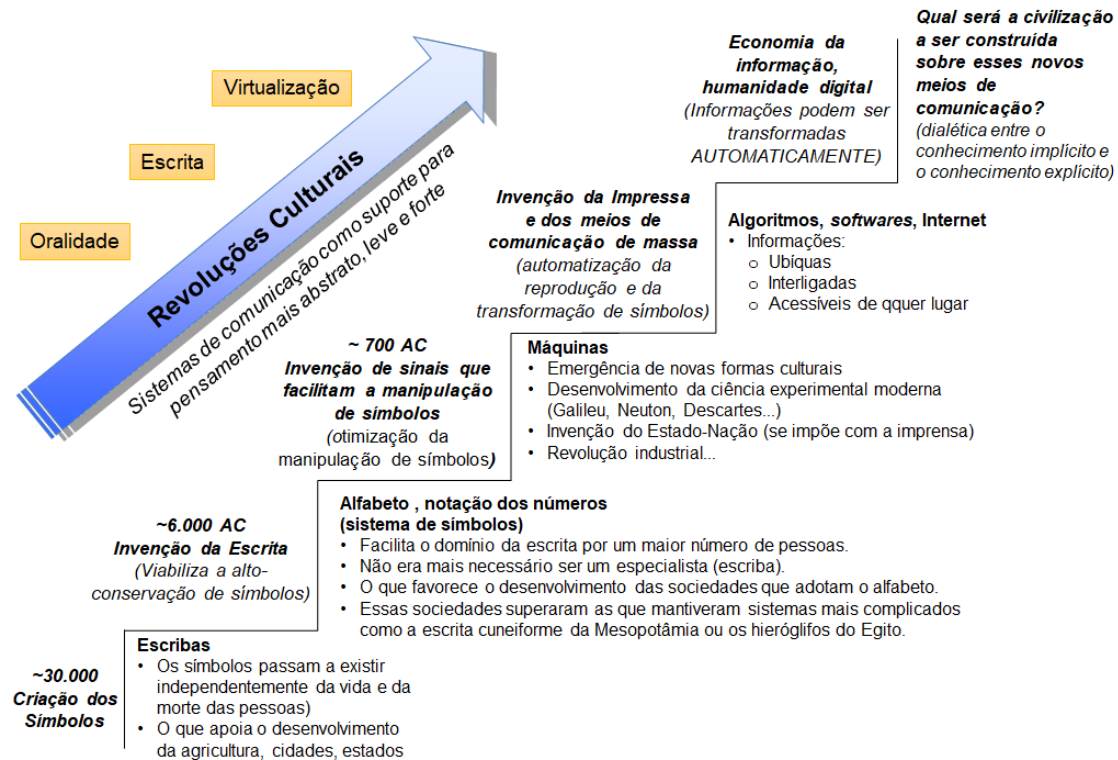 Virtualização
Escrita
Oralidade
Revoluções Culturais
Sistemas de comunicação como suporte para
pensamento mais abstrato, leve e forte
~30.000
Criação dos
Símbolos
~6.000 AC
Invenção da Escrita
(Viabiliza a alto-
conservação de símbolos)
Escribas
• Os símbolos passam a existir
independentemente da vida e da
morte das pessoas)
• O que apoia o desenvolvimento
da agricultura, cidades, estados
~ 700 AC
Invenção de sinais que
facilitam a manipulação
de símbolos
(otimização da
manipulação de símbolos)
Alfabeto , notação dos números
(sistema de símbolos)
• Facilita o domínio da escrita por um maior número de pessoas.
• Não era mais necessário ser um especialista (escriba).
• O que favorece o desenvolvimento das sociedades que adotam o alfabeto.
• Essas sociedades superaram as que mantiveram sistemas mais complicados
como a escrita cuneiforme da Mesopotâmia ou os hieróglifos do Egito.
Invenção da Impressa
e dos meios de
comunicação de massa
(automatização da
reprodução e da
transformação de símbolos)
Máquinas
• Emergência de novas formas culturais
• Desenvolvimento da ciência experimental moderna
(Galileu, Neuton, Descartes...)
• Invenção do Estado-Nação (se impõe com a imprensa)
• Revolução industrial...
Economia da
informação,
humanidade digital
(Informações podem ser
transformadas
AUTOMATICAMENTE)
Algoritmos, softwares, Internet
• Informações:
o Ubíquas
o Interligadas
o Acessíveis de qquer lugar
Qual será a civilização
a ser construída
sobre esses novos
meios de
comunicação?
(dialética entre o
conhecimento implícito e
o conhecimento explícito)